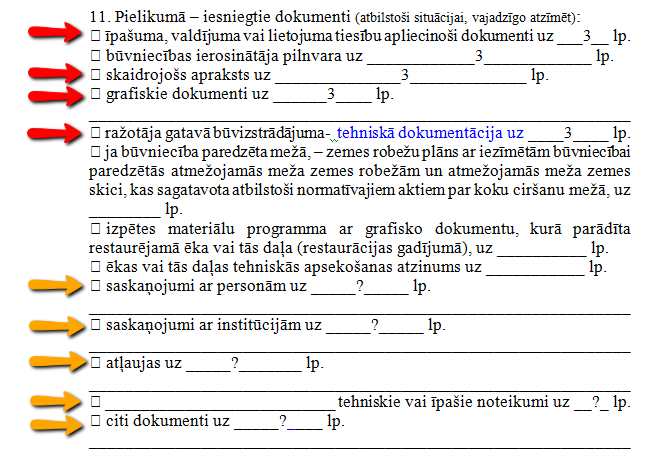 11. Pielikumā – iesniegtie dokumenti (atbilstoši situācijai, vajadzīgo atzīmēt):
☐ īpašuma, valdījuma vai lietojuma tiesību apliecinoši dokumenti uz ___3__ lp.
☐ būvniecības ierosinātāja pilnvara uz _____________3_____________ lp.
☐ skaidrojošs apraksts uz _______________3______________ lp.
☐ grafiskie dokumenti uz ______3____ lp.
☐ ražotāja gatavā būvizstrādājuma- tehniskā dokumentācija uz ____3____ lp.
☐ ja būvniecība paredzēta mežā, – zemes robežu plāns ar iezīmētām būvniecībai
paredzētās atmežojamās meža zemes robežām un atmežojamās meža zemes
skici, kas sagatavota atbilstoši normatīvajiem aktiem par koku ciršanu mežā, uz
________ lp.
☐ izpētes materiālu programma ar grafisko dokumentu, kurā parādīta
restaurējamā ēka vai tās daļa (restaurācijas gadījumā), uz __________ lp.
☐ ēkas vai tās daļas tehniskās apsekošanas atzinums uz ___________ lp.
☐ saskaņojumi ar personām uz _____?_____ lp.
☐ saskaņojumi ar institūcijām uz _____?_____ lp.
☐ atļaujas uz _____?_______ lp.
☐ __________________________ tehniskie vai īpašie noteikumi uz __?_ lp.
☐ citi dokumenti uz _____?____ lp.